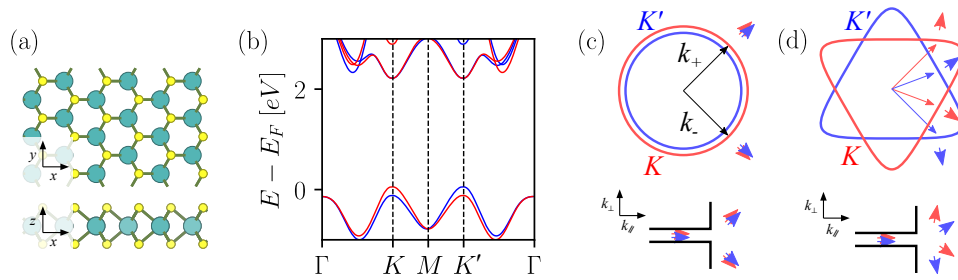 (a)
y
x
z
x
(b)
E − E_F [eV]
2
0
Γ K M K′ Γ
(c)
K′
k₊
k₋
K
k⊥
k∥
(d)
K′
K
k⊥
k∥